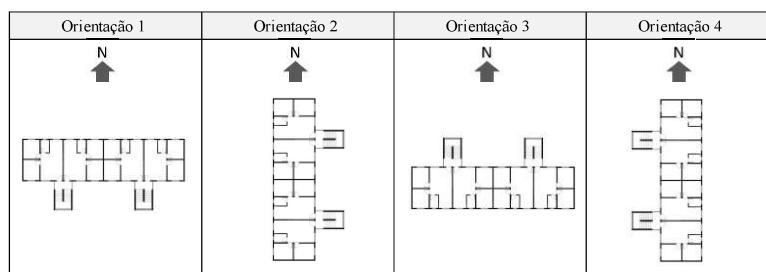 Orientação 1
Orientação 2
Orientação 3
Orientação 4
N
N
N
N